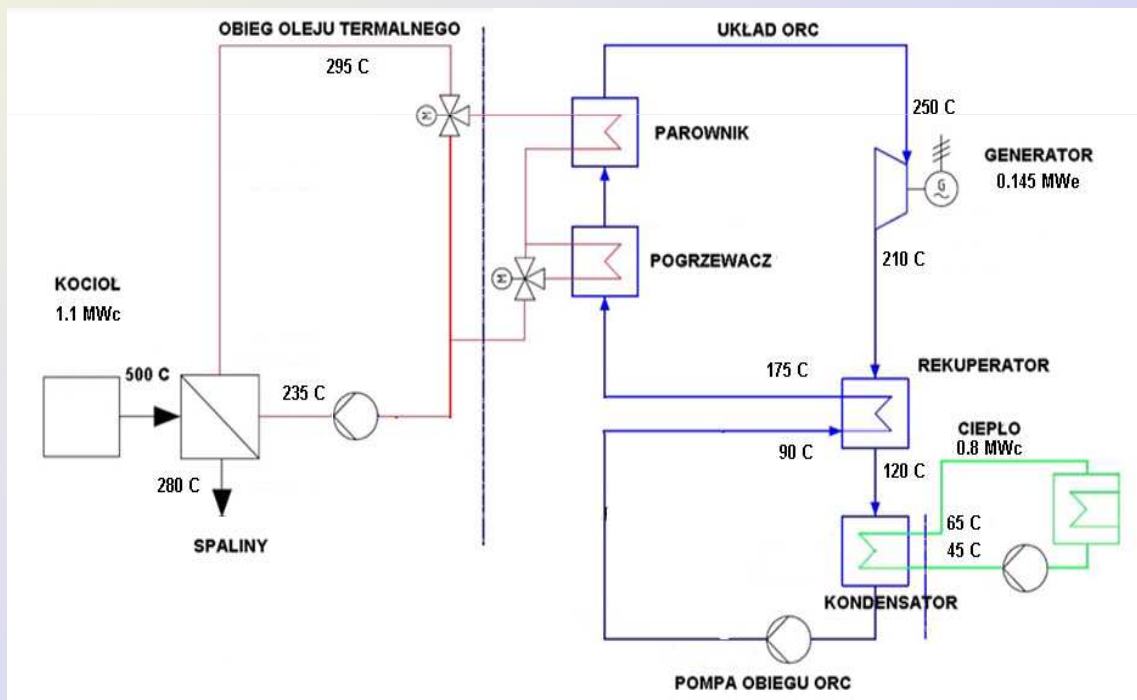 OBIEG OLEJU TERMALNEGO
UKŁAD ORC
295 C
M
250 C
PAROWNIK
GENERATOR
0.145 MWe
G
~
210 C
POGRZEWACZ
M
KOCIOŁ
1.1 MWc
500 C
235 C
175 C
REKUPERATOR
CIEPŁO
0.8 MWc
90 C
120 C
280 C
65 C
45 C
SPALINY
KONDENSATOR
POMPA OBIEGU ORC